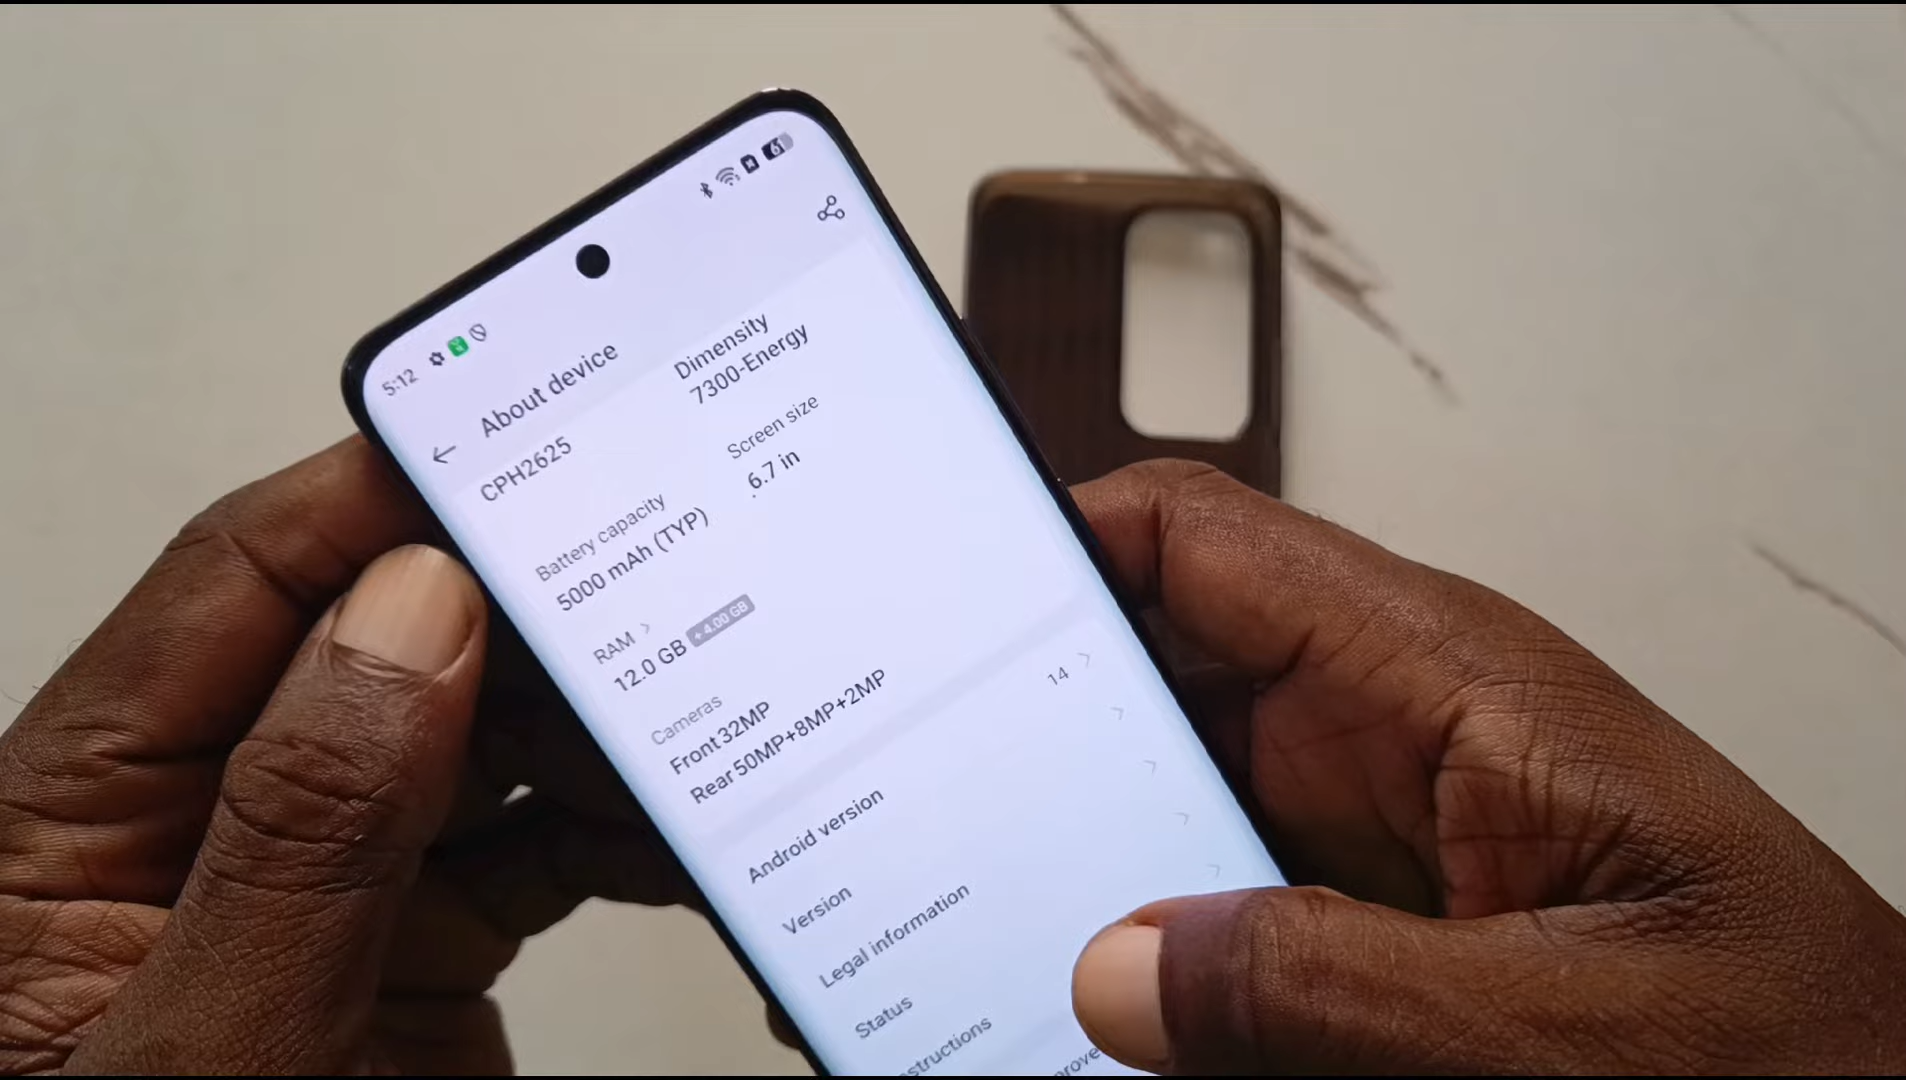 5:12
61
About device
CPH2625
Dimensity
7300-Energy
Battery capacity
5000 mAh (TYP)
Screen size
6.7 in
RAM
12.0 GB + 4.00 GB
Cameras
Front 32MP
Rear 50MP+8MP+2MP
Android version 14
Version
Legal information
Status